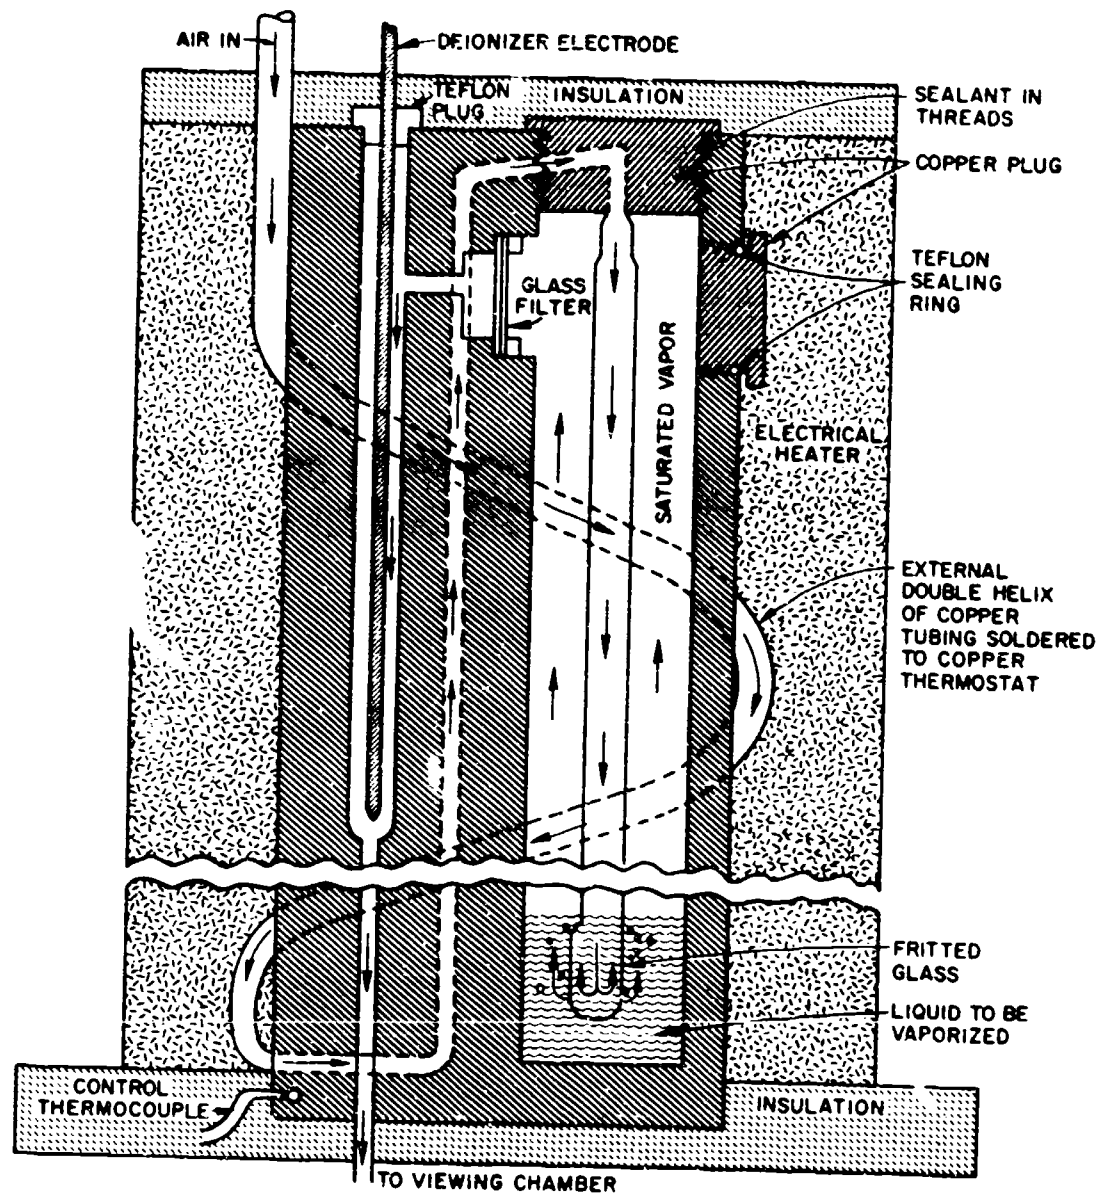 AIR IN
DEIONIZER ELECTRODE
TEFLON
PLUG
INSULATION
SEALANT IN
THREADS
COPPER PLUG
TEFLON
SEALING
RING
GLASS
FILTER
SATURATED VAPOR
ELECTRICAL
HEATER
EXTERNAL
DOUBLE HELIX
OF COPPER
TUBING SOLDERED
TO COPPER
THERMOSTAT
FRITTED
GLASS
LIQUID TO BE
VAPORIZED
CONTROL
THERMOCOUPLE
INSULATION
TO VIEWING CHAMBER